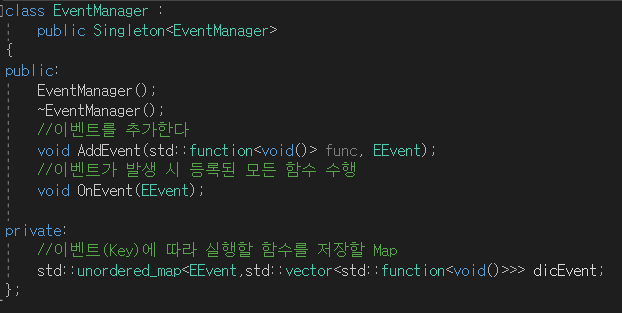 class EventManager :
public Singleton<EventManager>
{
public:
EventManager();
~EventManager();
//이벤트를 추가한다
void AddEvent(std::function<void()> func, EEvent);
//이벤트가 발생 시 등록된 모든 함수 수행
void OnEvent(EEvent);
private:
//이벤트(Key)에 따라 실행할 함수를 저장할 Map
std::unordered_map<EEvent,std::vector<std::function<void()>>> dicEvent;
};